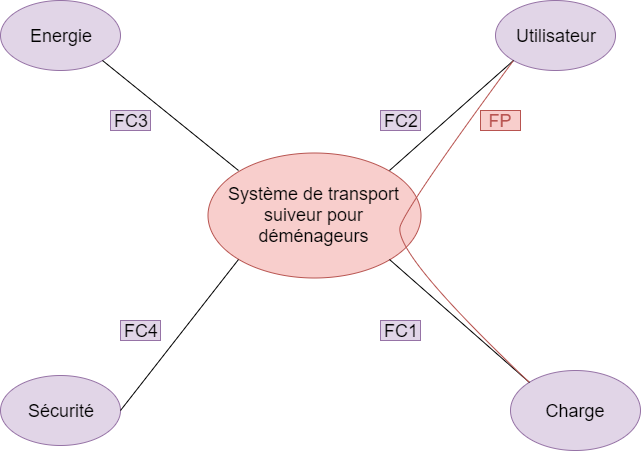 Energie
Utilisateur
FC3
FC2
FP
Système de transport
suiveur pour
déménageurs
FC4
FC1
Sécurité
Charge